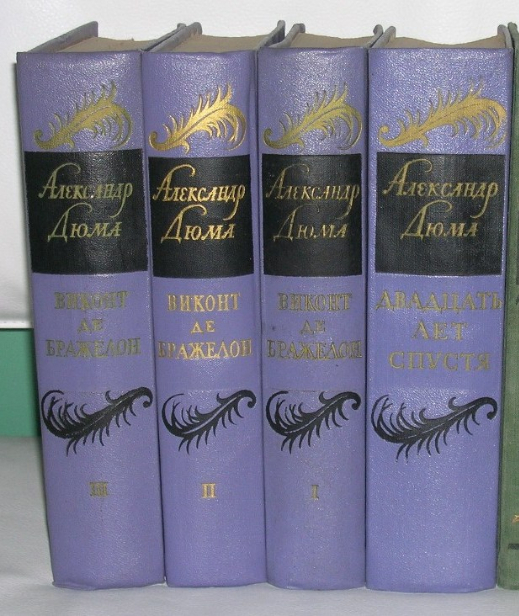 Александр
Дюма
ВИКОНТ
ДЕ
БРАЖЕЛОН
III
Александр
Дюма
ВИКОНТ
ДЕ
БРАЖЕЛОН
II
Александр
Дюма
ВИКОНТ
ДЕ
БРАЖЕЛОН
I
Александр
Дюма
ДВАДЦАТЬ
ЛЕТ
СПУСТЯ